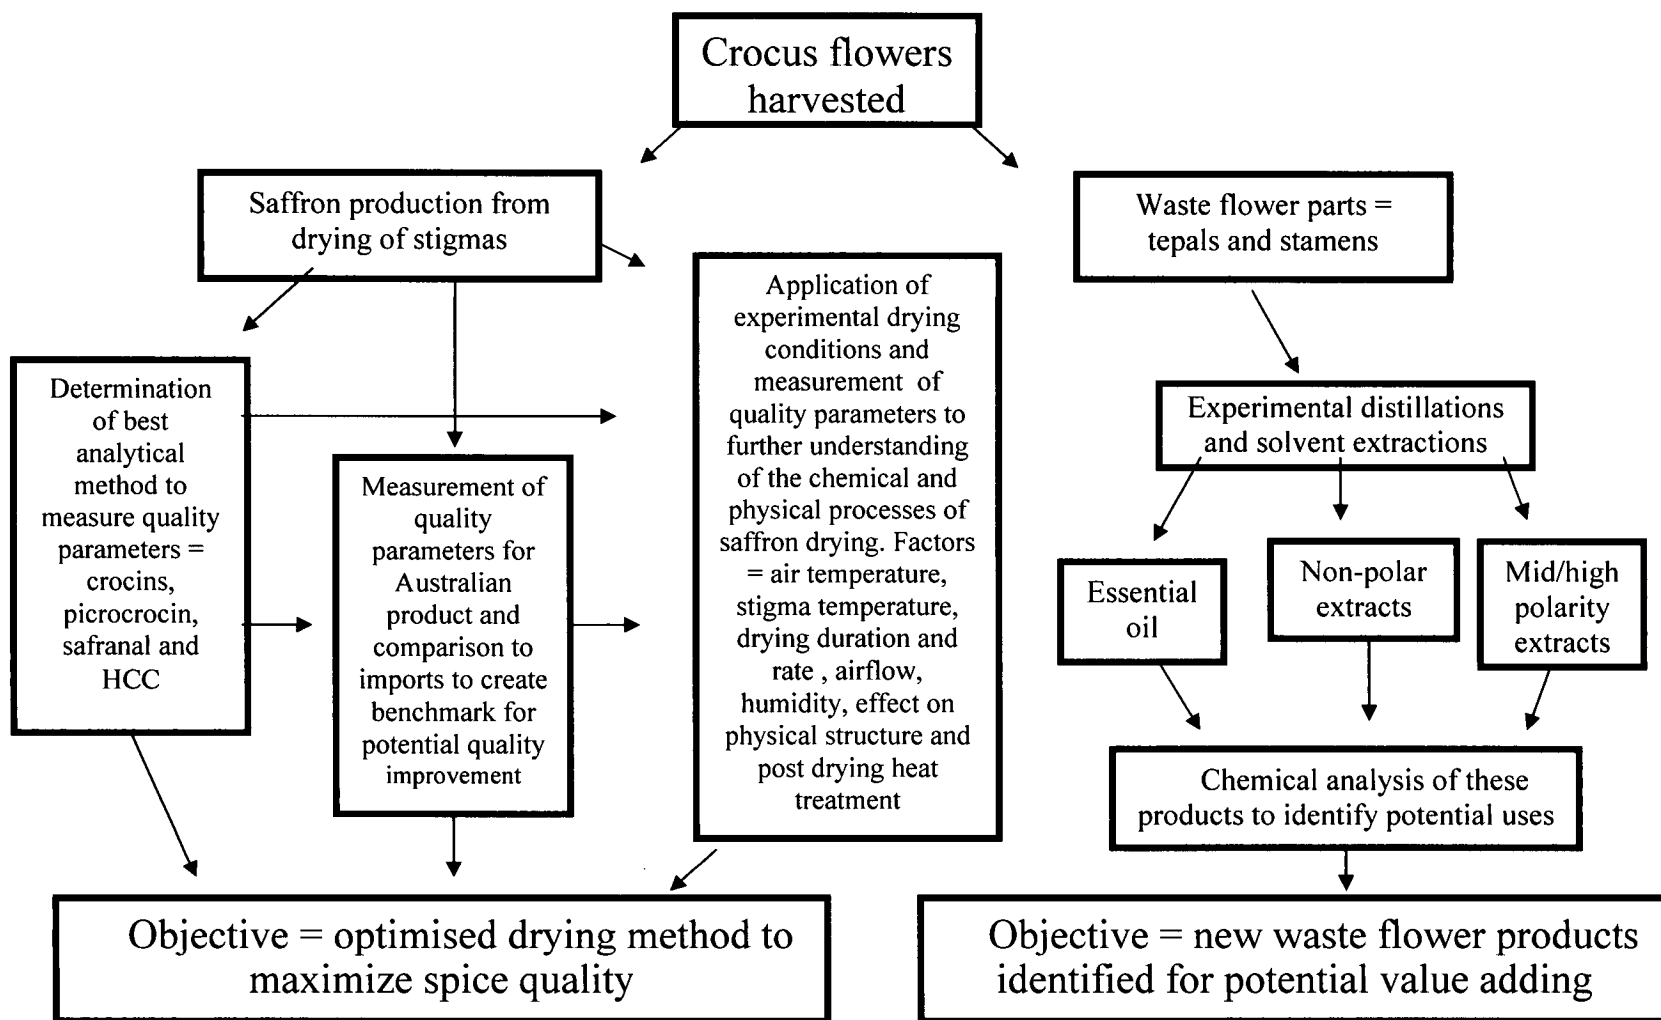 Crocus flowers
harvested
Saffron production from
drying of stigmas
Waste flower parts =
tepals and stamens
Determination
of best
analytical
method to
measure quality
parameters =
crocins,
picrocrocin,
safranal and
HCC
Measurement of
quality
parameters for
Australian
product and
comparison to
imports to create
benchmark for
potential quality
improvement
Application of
experimental drying
conditions and
measurement of
quality parameters to
further understanding
of the chemical and
physical processes of
saffron drying. Factors
= air temperature,
stigma temperature,
drying duration and
rate , airflow,
humidity, effect on
physical structure and
post drying heat
treatment
Experimental distillations
and solvent extractions
Essential
oil
Non-polar
extracts
Mid/high
polarity
extracts
Chemical analysis of these
products to identify potential uses
Objective = optimised drying method to
maximize spice quality
Objective = new waste flower products
identified for potential value adding